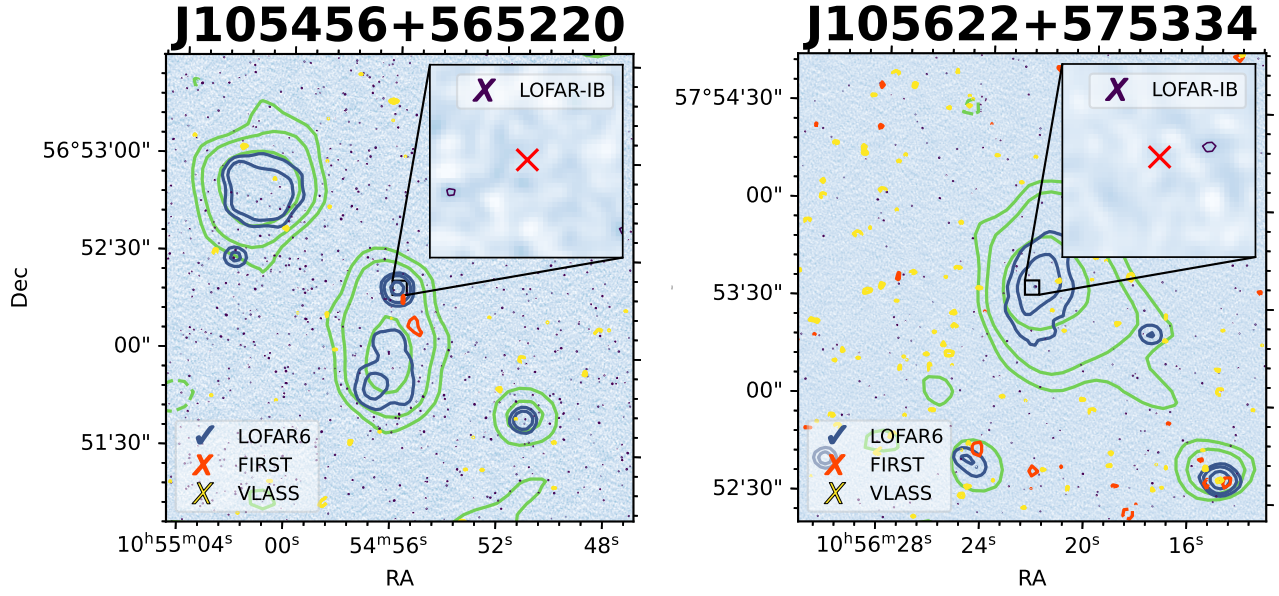 J105456+565220
J105622+575334
X LOFAR-IB
56°53'00"
52'30"
00"
51'30"
Dec
✓ LOFAR6
X FIRST
X VLASS
10h55m04s 00s 54m56s 52s 48s
RA
X LOFAR-IB
57°54'30"
00"
53'30"
00"
52'30"
✓ LOFAR6
X FIRST
X VLASS
10h56m28s 24s 20s 16s
RA